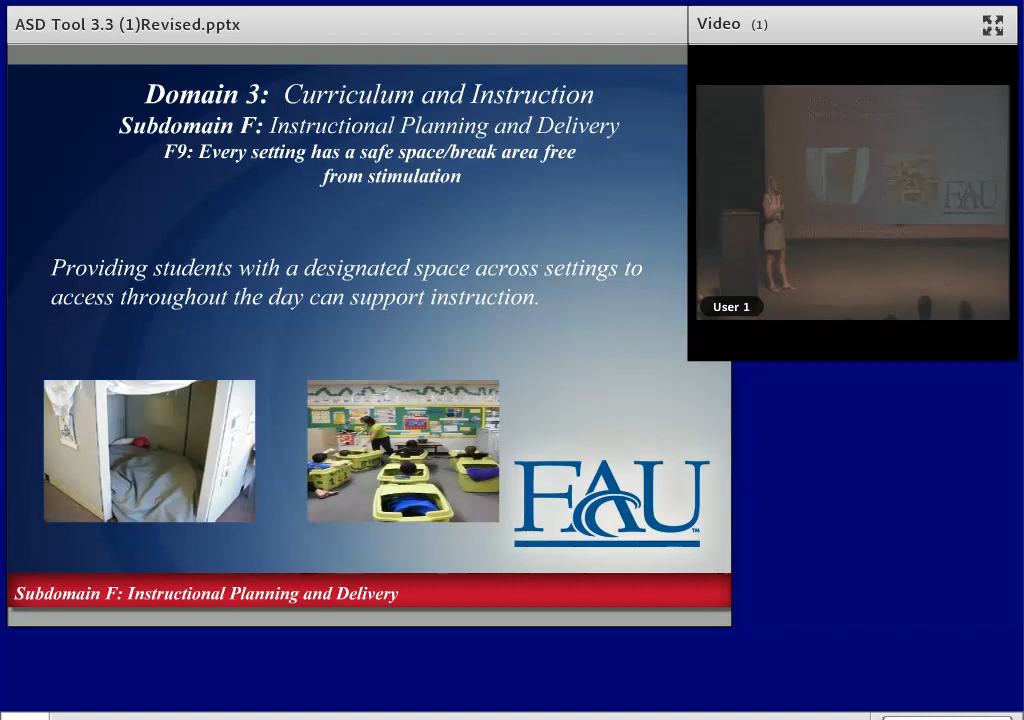 ASD Tool 3.3 (1)Revised.pptx
Video (1)
Domain 3: Curriculum and Instruction
Subdomain F: Instructional Planning and Delivery
F9: Every setting has a safe space/break area free
from stimulation
Providing students with a designated space across settings to
access throughout the day can support instruction.
FAU
User 1
FAU™
Subdomain F: Instructional Planning and Delivery